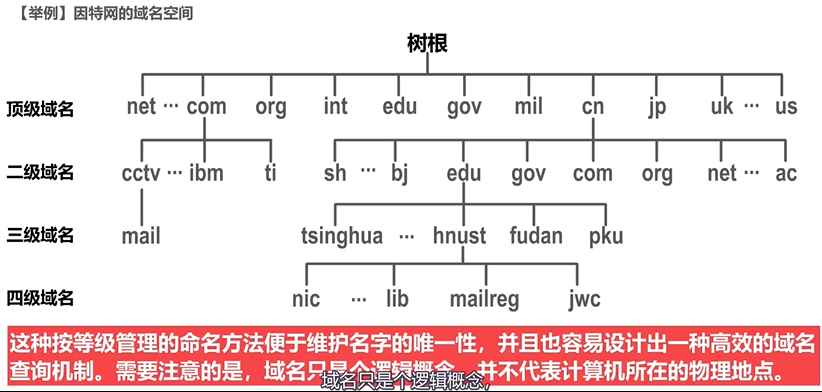 【举例】因特网的域名空间
树根
顶级域名 net ··· com org int edu gov mil cn jp uk ··· us
二级域名 cctv ··· ibm ti sh ··· bj edu gov com org net ··· ac
三级域名 mail tsinghua ··· hnust fudan pku
四级域名 nic ··· lib mailreg jwc
这种按等级管理的命名方法便于维护名字的唯一性，并且也容易设计出一种高效的域名
查询机制。需要注意的是，域名只是个逻辑概念，并不代表计算机所在的物理地点。
域名只是个逻辑概念，